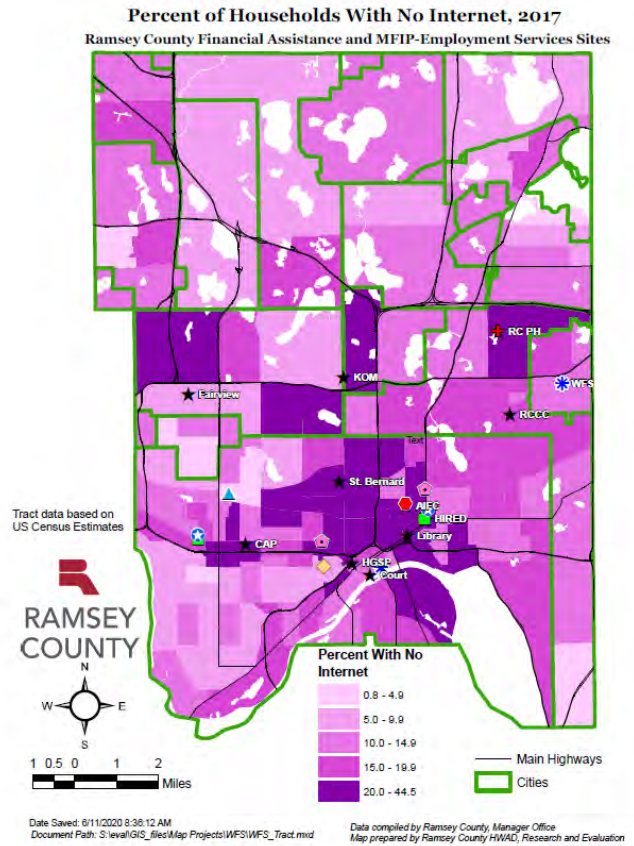 Percent of Households With No Internet, 2017
Ramsey County Financial Assistance and MFIP-Employment Services Sites
RC PH
KOM
WFS
Fairview
RCCC
Text
St. Bernard
AIFC
HIRED
Library
CAP
HGSP
Court
Tract data based on
US Census Estimates
RAMSEY
COUNTY
N
W
E
S
1 0.5 0 1 2
Miles
Percent With No
Internet
0.8 - 4.9
5.0 - 9.9
10.0 - 14.9
15.0 - 19.9
20.0 - 44.5
Main Highways
Cities
Date Saved: 6/11/2020 8:36:12 AM
Document Path: S:\eval\GIS_files\Map Projects\WFS\WFS_Tract.mxd
Data compiled by Ramsey County, Manager Office
Map prepared by Ramsey County HWAD, Research and Evaluation